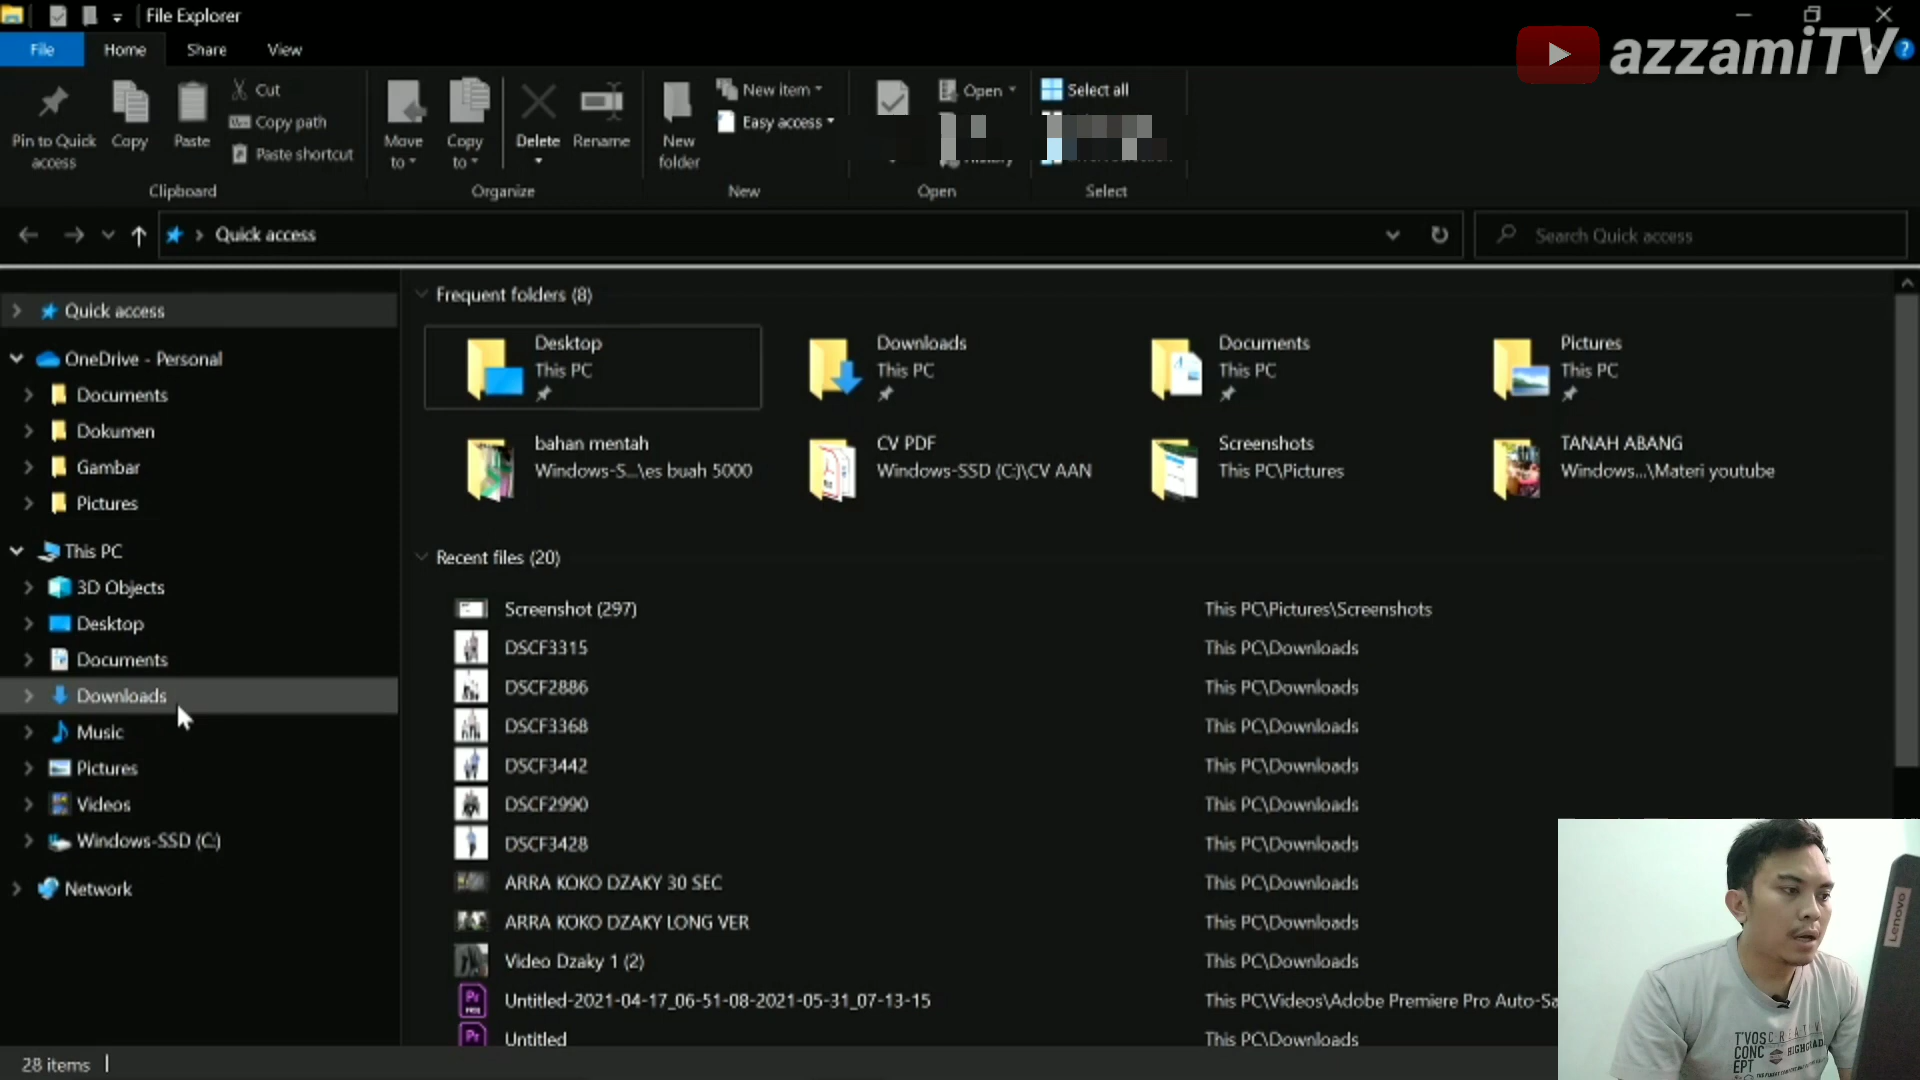 File Explorer
File Home Share View
azzamiTV
Pin to Quick access
Copy
Paste
Cut
Copy path
Paste shortcut
Clipboard
Move to
Copy to
Delete
Rename
Organize
New folder
New item
Easy access
New
Open
Open
Select all
Select
Quick access
Search Quick access
Quick access
OneDrive - Personal
Documents
Dokumen
Gambar
Pictures
This PC
3D Objects
Desktop
Documents
Downloads
Music
Pictures
Videos
Windows-SSD (C:)
Network
Frequent folders (8)
Desktop
This PC
Downloads
This PC
Documents
This PC
Pictures
This PC
bahan mentah
Windows-S...\es buah 5000
CV PDF
Windows-SSD (C:)\CV AAN
Screenshots
This PC\Pictures
TANAH ABANG
Windows...\Materi youtube
Recent files (20)
Screenshot (297) This PC\Pictures\Screenshots
DSCF3315 This PC\Downloads
DSCF2886 This PC\Downloads
DSCF3368 This PC\Downloads
DSCF3442 This PC\Downloads
DSCF2990 This PC\Downloads
DSCF3428 This PC\Downloads
ARRA KOKO DZAKY 30 SEC This PC\Downloads
ARRA KOKO DZAKY LONG VER This PC\Downloads
Video Dzaky 1 (2) This PC\Downloads
Untitled-2021-04-17_06-51-08-2021-05-31_07-13-15 This PC\Videos\Adobe Premiere Pro Auto-Sa
Untitled This PC\Downloads
28 items
Lenovo
T'VOSCREATIV
CONC
EPT